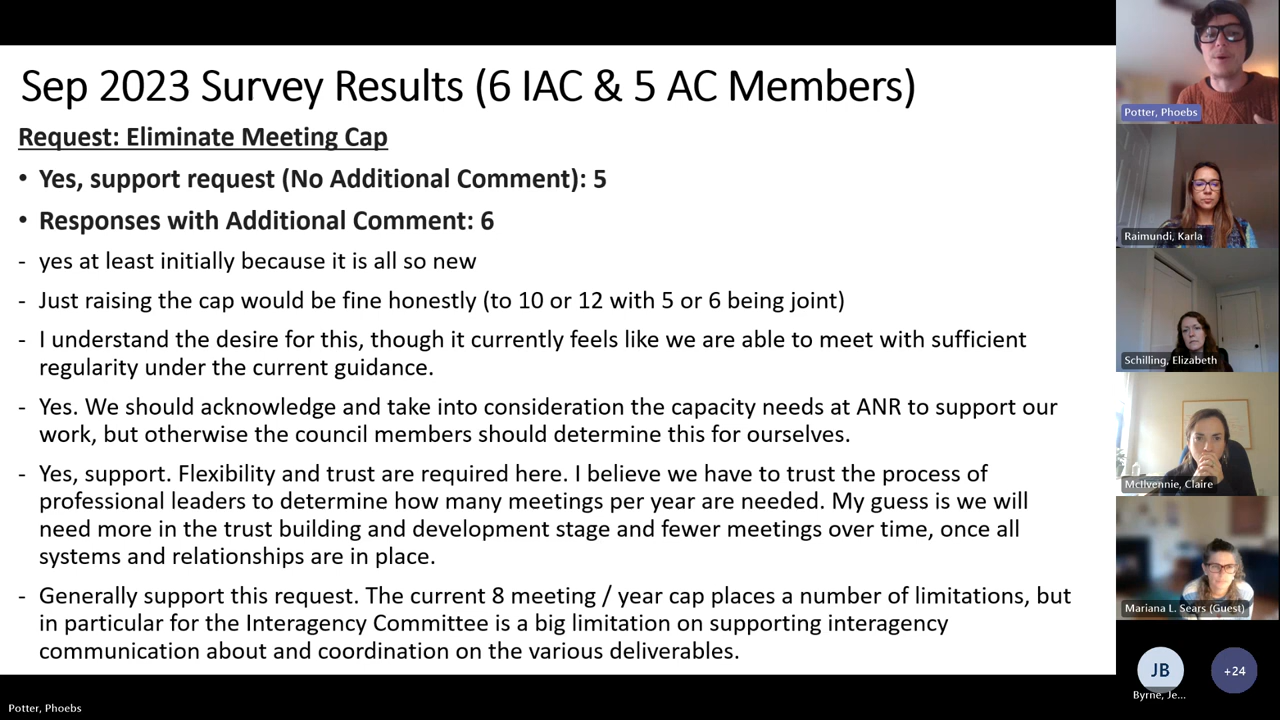 Sep 2023 Survey Results (6 IAC & 5 AC Members)
Request: Eliminate Meeting Cap
• Yes, support request (No Additional Comment): 5
• Responses with Additional Comment: 6
- yes at least initially because it is all so new
- Just raising the cap would be fine honestly (to 10 or 12 with 5 or 6 being joint)
- I understand the desire for this, though it currently feels like we are able to meet with sufficient
regularity under the current guidance.
- Yes. We should acknowledge and take into consideration the capacity needs at ANR to support our
work, but otherwise the council members should determine this for ourselves.
- Yes, support. Flexibility and trust are required here. I believe we have to trust the process of
professional leaders to determine how many meetings per year are needed. My guess is we will
need more in the trust building and development stage and fewer meetings over time, once all
systems and relationships are in place.
- Generally support this request. The current 8 meeting / year cap places a number of limitations, but
in particular for the Interagency Committee is a big limitation on supporting interagency
communication about and coordination on the various deliverables.
Potter, Phoebs
Raimundi, Karla
Schilling, Elizabeth
McIlvennie, Claire
Mariana L. Sears (Guest)
JB
Byrne, Je...
+24
Potter, Phoebs